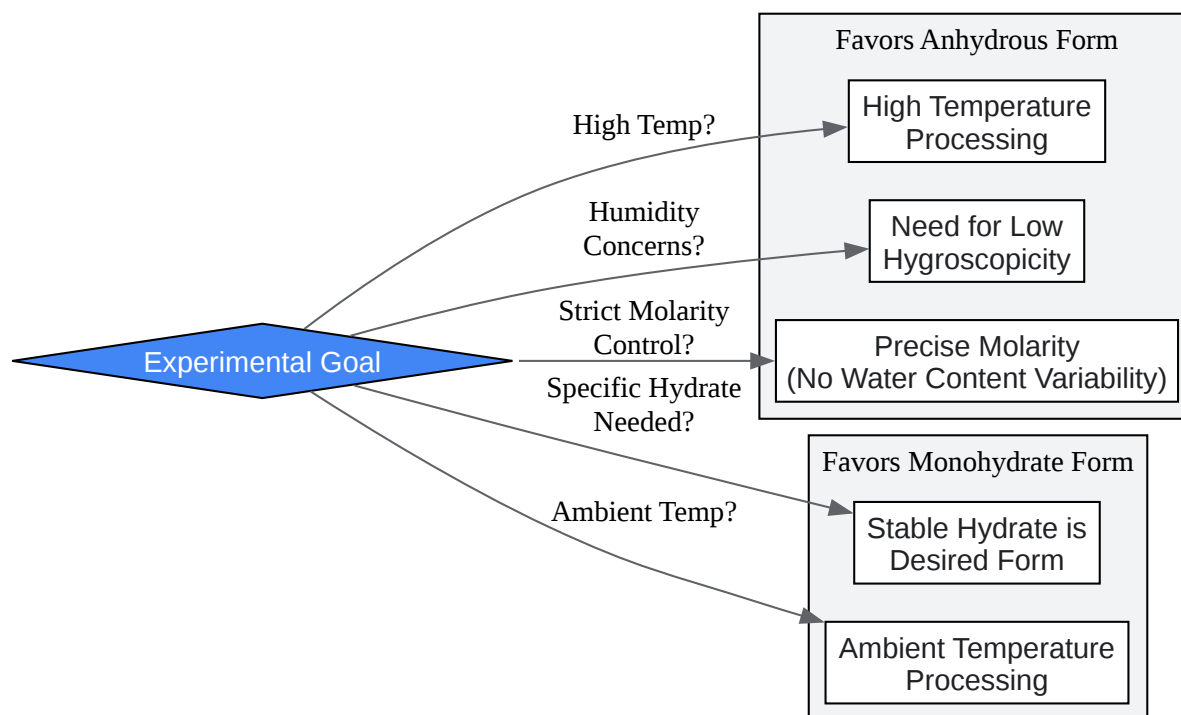 Favors Anhydrous Form
High Temperature
Processing
High Temp?
Need for Low
Hygroscopicity
Humidity
Concerns?
Precise Molarity
(No Water Content Variability)
Strict Molarity
Control?
Experimental Goal
Specific Hydrate
Needed?
Favors Monohydrate Form
Stable Hydrate is
Desired Form
Ambient Temp?
Ambient Temperature
Processing